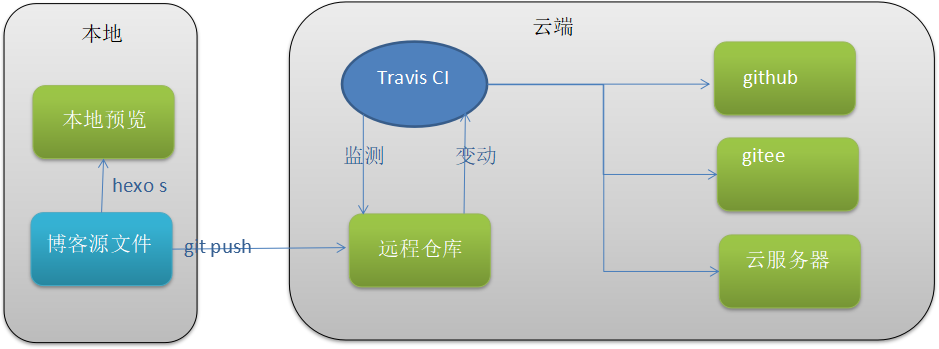 本地
云端
Travis CI
github
本地预览
监测
变动
gitee
hexo s
博客源文件
git push
远程仓库
云服务器